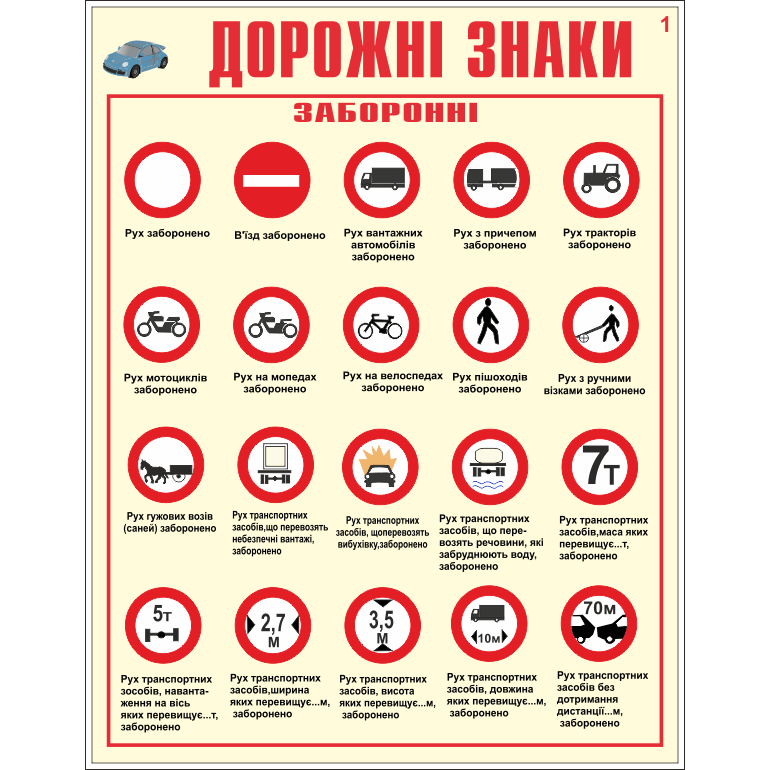 ДОРОЖНІ ЗНАКИ
1
ЗАБОРОННІ
Рух заборонено
В'їзд заборонено
Рух вантажних
автомобілів
заборонено
Рух з причепом
заборонено
Рух тракторів
заборонено
Рух мотоциклів
заборонено
Рух на мопедах
заборонено
Рух на велоспедах
заборонено
Рух пішоходів
заборонено
Рух з ручними
візками заборонено
7т
Рух гужових возів
(саней) заборонено
Рух транспортних
засобів,що перевозять
небезпечні вантажі,
заборонено
Рух транспортних
засобів, щоперевозять
вибухівку,заборонено
Рух транспортних
засобів, що пере-
возять речовини, які
забруднюють воду,
заборонено
Рух транспортних
засобів,маса яких
перевищує...т,
заборонено
5т
2,7
м
3,5
м
10м
70м
Рух транспортних
зособів, наванта-
ження на вісь
яких перевищує...т,
заборонено
Рух транспортних
засобів,ширина
яких перевищує...м,
заборонено
Рух транспортних
засобів, висота
яких перевищує...м,
заборонено
Рух транспортних
засобів, довжина
яких перевищує...м,
заборонено
Рух транспортних
засобів без
дотримання
дистанції...м,
заборонено